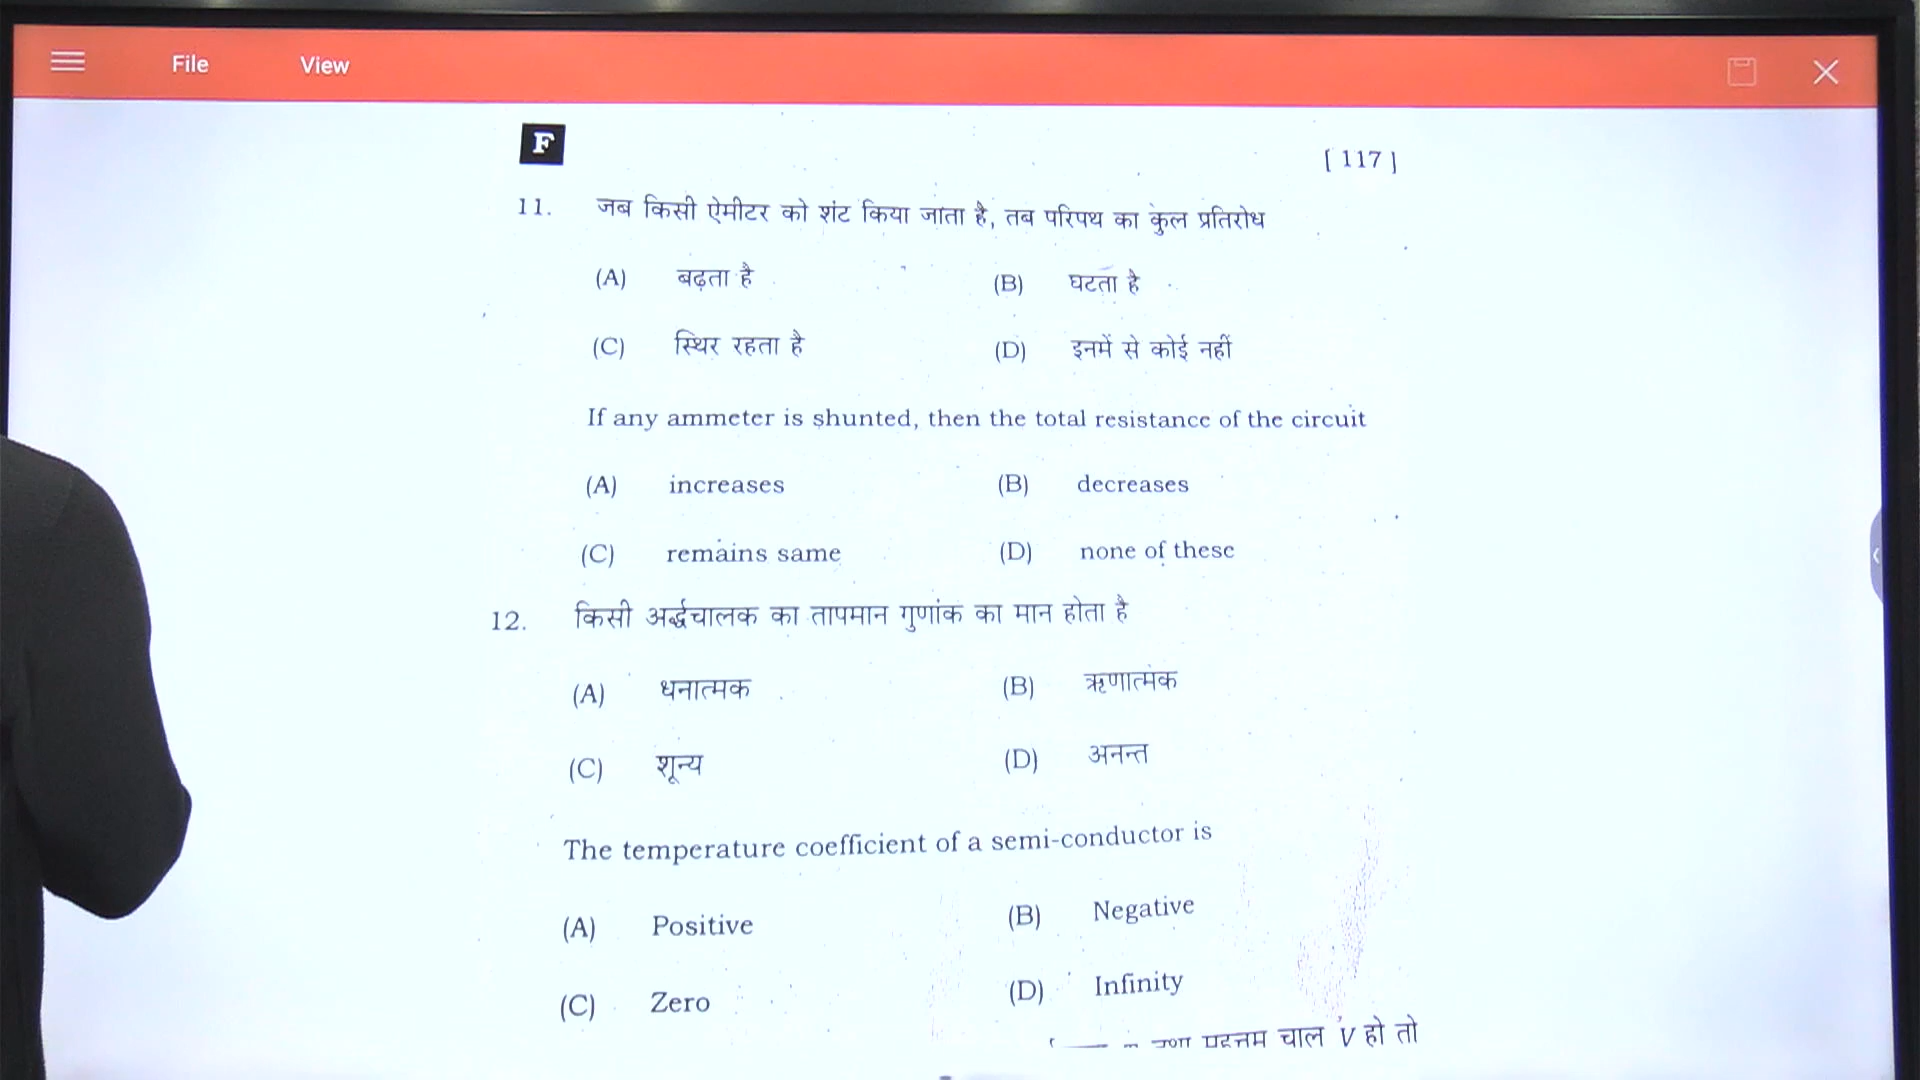 File View
F
[ 117 ]
11. जब किसी ऐमीटर को शंट किया जाता है, तब परिपथ का कुल प्रतिरोध
(A) बढ़ता है (B) घटता है
(C) स्थिर रहता है (D) इनमें से कोई नहीं
If any ammeter is shunted, then the total resistance of the circuit
(A) increases (B) decreases
(C) remains same (D) none of these
12. किसी अर्द्धचालक का तापमान गुणांक का मान होता है
(A) धनात्मक (B) ऋणात्मक
(C) शून्य (D) अनन्त
The temperature coefficient of a semi-conductor is
(A) Positive (B) Negative
(C) Zero (D) Infinity
चाल V हो तो